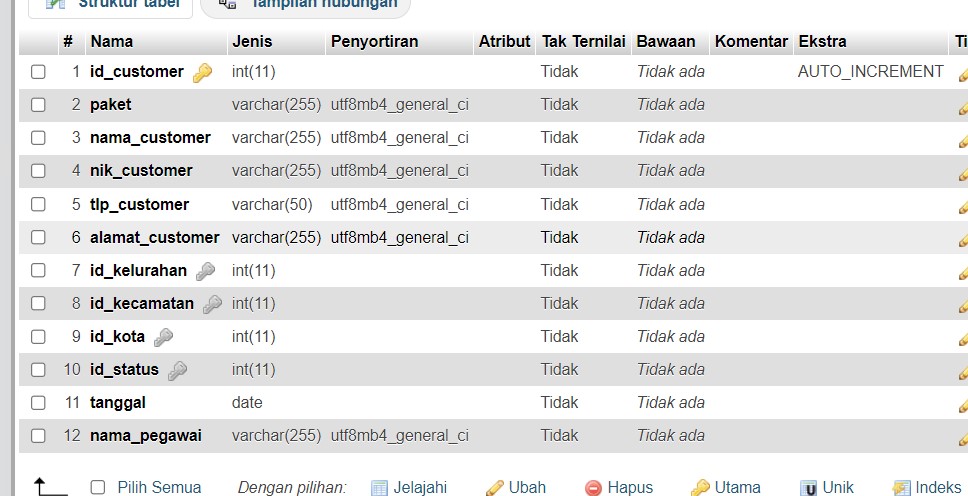 Struktur tabel Tampilan hubungan
# Nama Jenis Penyortiran Atribut Tak Ternilai Bawaan Komentar Ekstra Ti
1 id_customer int(11) Tidak Tidak ada AUTO_INCREMENT
2 paket varchar(255) utf8mb4_general_ci Tidak Tidak ada
3 nama_customer varchar(255) utf8mb4_general_ci Tidak Tidak ada
4 nik_customer varchar(255) utf8mb4_general_ci Tidak Tidak ada
5 tlp_customer varchar(50) utf8mb4_general_ci Tidak Tidak ada
6 alamat_customer varchar(255) utf8mb4_general_ci Tidak Tidak ada
7 id_kelurahan int(11) Tidak Tidak ada
8 id_kecamatan int(11) Tidak Tidak ada
9 id_kota int(11) Tidak Tidak ada
10 id_status int(11) Tidak Tidak ada
11 tanggal date Tidak Tidak ada
12 nama_pegawai varchar(255) utf8mb4_general_ci Tidak Tidak ada
Pilih Semua Dengan pilihan: Jelajahi Ubah Hapus Utama Unik Indeks